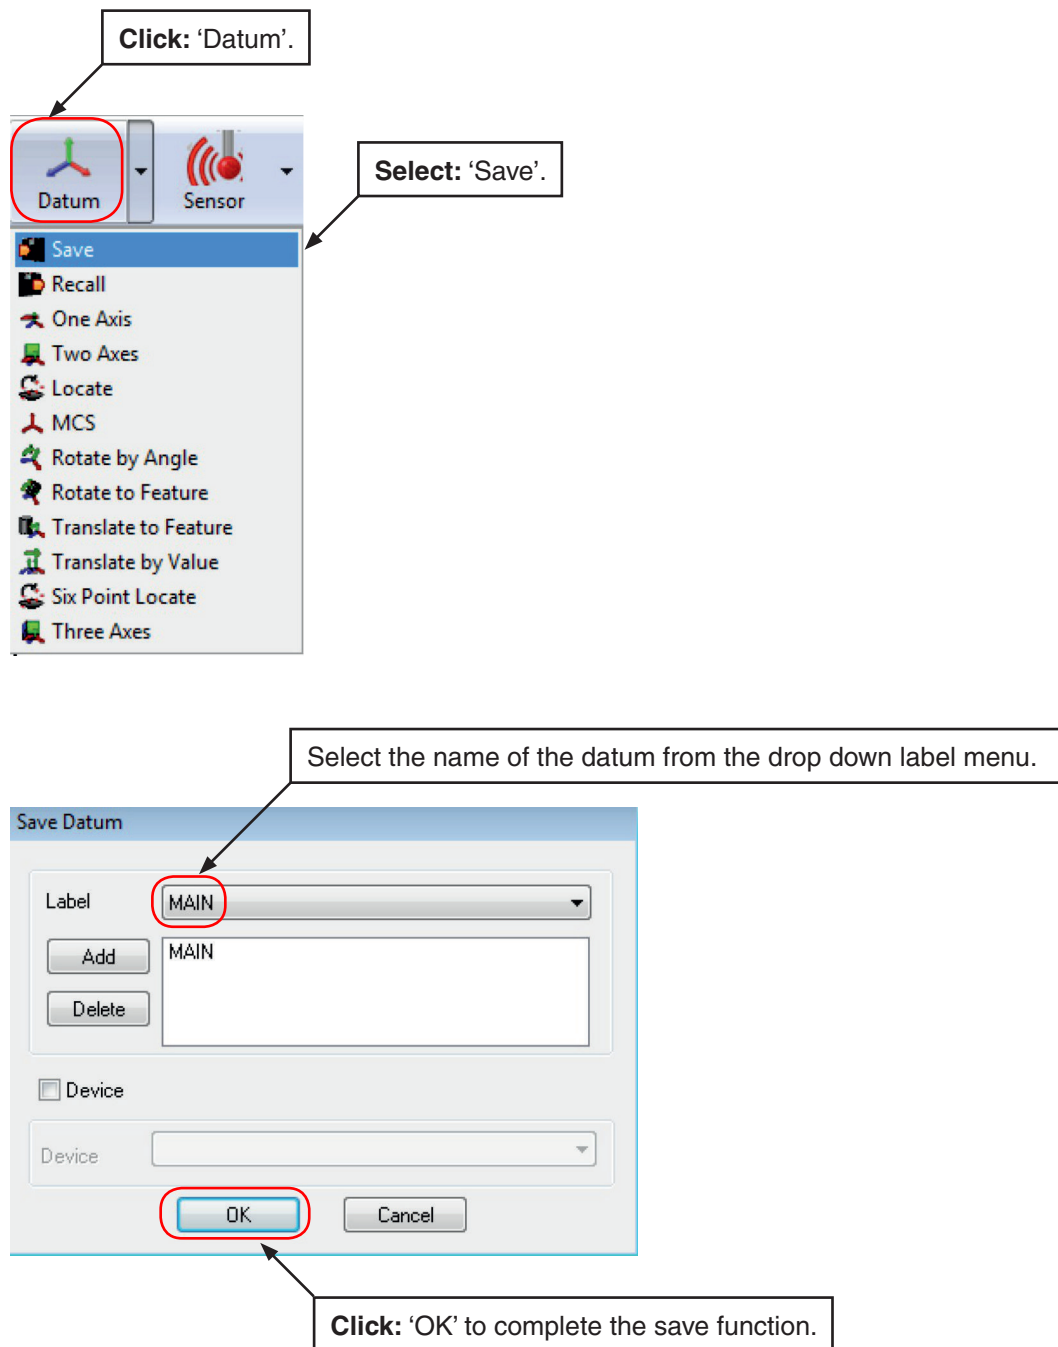 Click: ‘Datum’.
Datum
Sensor
Select: ‘Save’.
Save
Recall
One Axis
Two Axes
Locate
MCS
Rotate by Angle
Rotate to Feature
Translate to Feature
Translate by Value
Six Point Locate
Three Axes
Select the name of the datum from the drop down label menu.
Save Datum
Label
MAIN
Add
MAIN
Delete
Device
Device
OK
Cancel
Click: ‘OK’ to complete the save function.